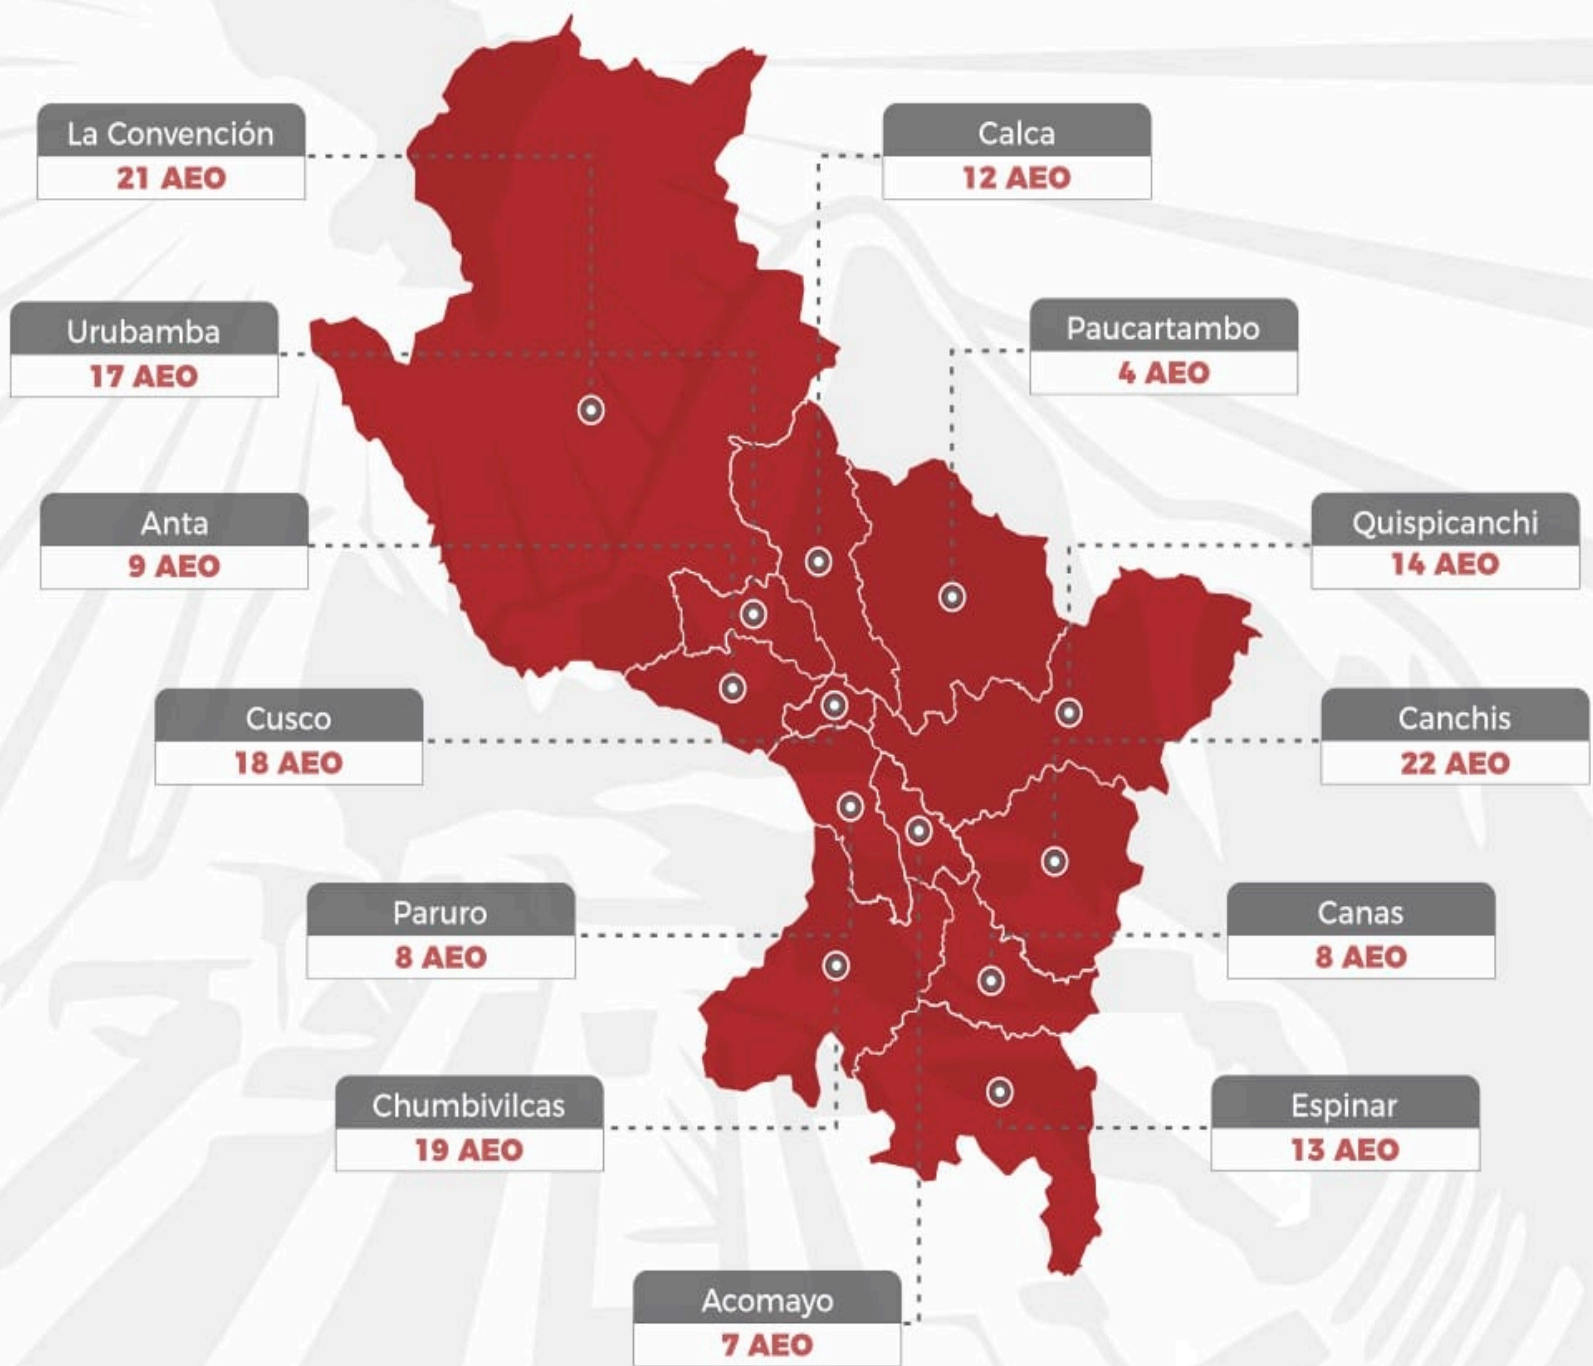 La Convención
21 AEO
Calca
12 AEO
Urubamba
17 AEO
Paucartambo
4 AEO
Anta
9 AEO
Quispicanchi
14 AEO
Cusco
18 AEO
Canchis
22 AEO
Paruro
8 AEO
Canas
8 AEO
Chumbivilcas
19 AEO
Espinar
13 AEO
Acomayo
7 AEO